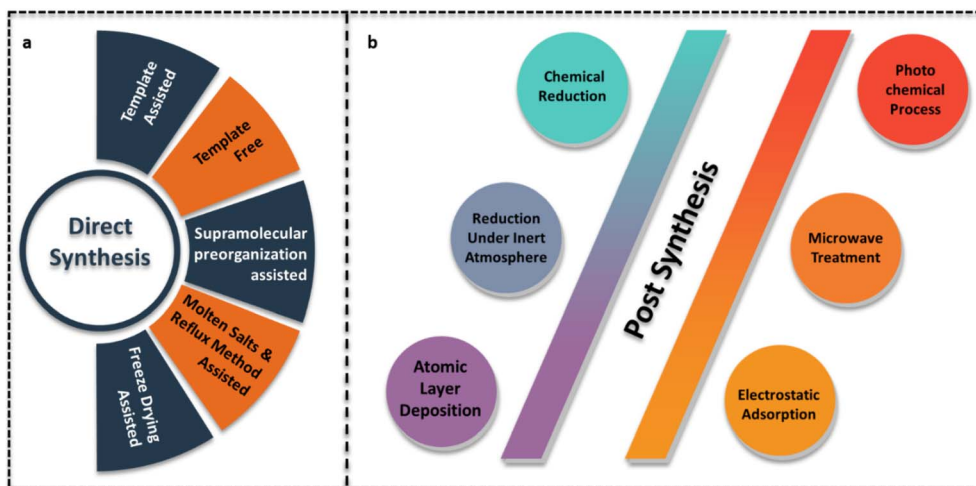 a
Template
Assisted
Template
Free
Supramolecular
preorganization
assisted
Molten Salts &
Reflux Method
Assisted
Freeze Drying
Assisted
Direct
Synthesis
b
Chemical
Reduction
Reduction
Under Inert
Atmosphere
Atomic
Layer
Deposition
Post Synthesis
Photo
chemical
Process
Microwave
Treatment
Electrostatic
Adsorption